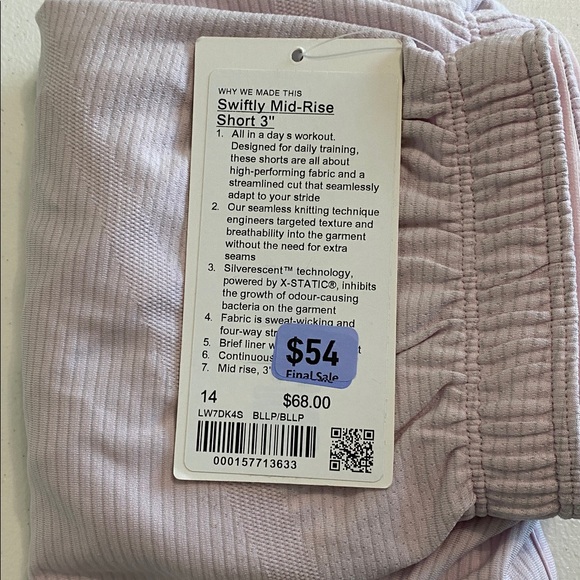 WHY WE MADE THIS
Swiftly Mid-Rise
Short 3"
1. All in a day s workout.
Designed for daily training,
these shorts are all about
high-performing fabric and a
streamlined cut that seamlessly
adapt to your stride
2. Our seamless knitting technique
engineers targeted texture and
breathability into the garment
without the need for extra
seams
3. Silverescent™ technology,
powered by X-STATIC®, inhibits
the growth of odour-causing
bacteria on the garment
4. Fabric is sweat-wicking and
four-way
5. Brief liner
6. Continuous
7. Mid rise, 3"
$54
Final Sale
14 $68.00
LW7DK4S BLLP/BLLP
000157713633